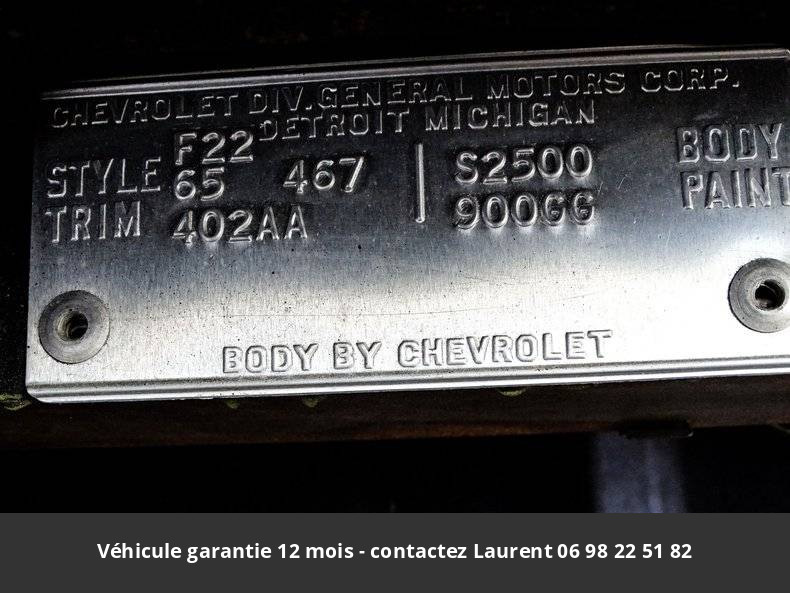 CHEVROLET DIV. GENERAL MOTORS CORP.
DETROIT MICHIGAN
F22
STYLE 65 467 | S2500 BODY
TRIM 402AA 900GG PAINT
BODY BY CHEVROLET
Véhicule garantie 12 mois - contactez Laurent 06 98 22 51 82